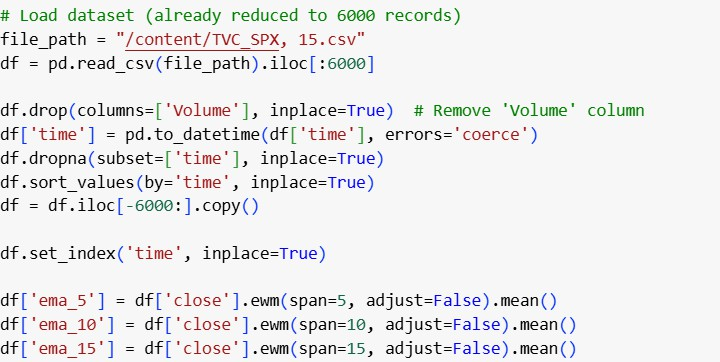 # Load dataset (already reduced to 6000 records)
file_path = "/content/TVC_SPX, 15.csv"
df = pd.read_csv(file_path).iloc[:6000]
df.drop(columns=['Volume'], inplace=True)  # Remove 'Volume' column
df['time'] = pd.to_datetime(df['time'], errors='coerce')
df.dropna(subset=['time'], inplace=True)
df.sort_values(by='time', inplace=True)
df = df.iloc[-6000:].copy()
df.set_index('time', inplace=True)
df['ema_5'] = df['close'].ewm(span=5, adjust=False).mean()
df['ema_10'] = df['close'].ewm(span=10, adjust=False).mean()
df['ema_15'] = df['close'].ewm(span=15, adjust=False).mean()